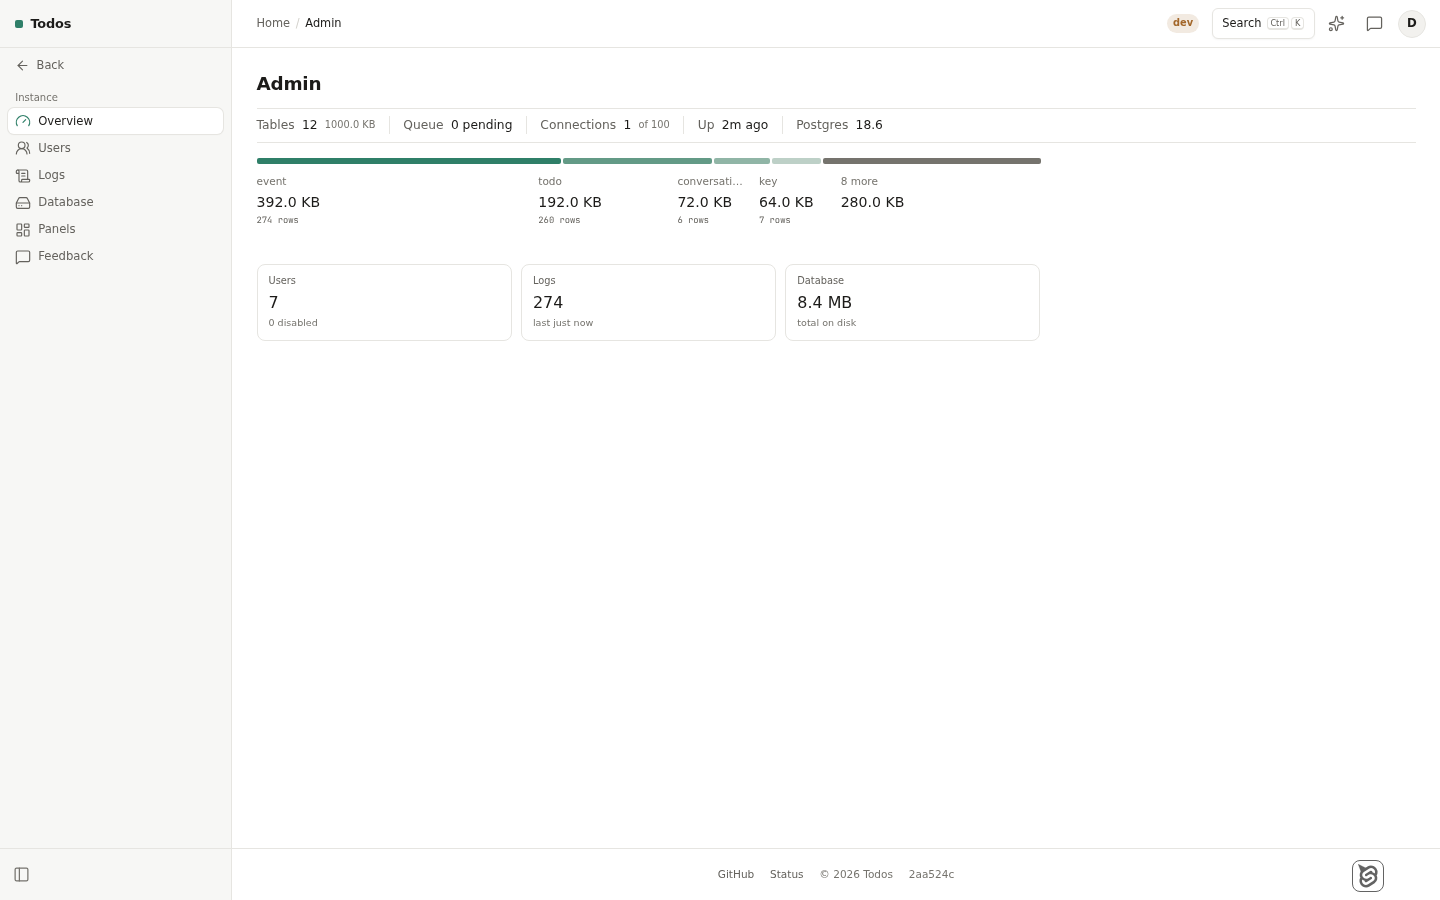 Todos
Home / Admin
dev
Search Ctrl K
D
Back
Instance
Overview
Users
Logs
Database
Panels
Feedback
Admin
Tables 12 1000.0 KB
Queue 0 pending
Connections 1 of 100
Up 2m ago
Postgres 18.6
event
392.0 KB
274 rows
todo
192.0 KB
260 rows
conversati...
72.0 KB
6 rows
key
64.0 KB
7 rows
8 more
280.0 KB
Users
7
0 disabled
Logs
274
last just now
Database
8.4 MB
total on disk
GitHub Status © 2026 Todos 2aa524c